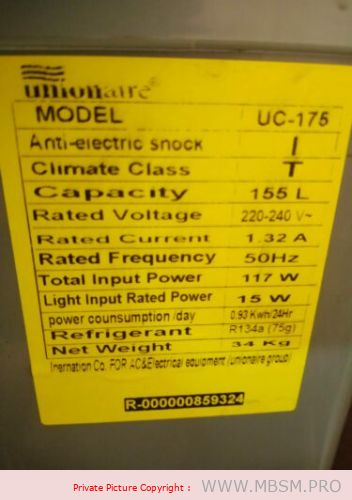 unionaire®
MODEL UC-175
Anti-electric snock I
Climate Class T
Capacity 155 L
Rated Voltage 220-240 V~
Rated Current 1.32 A
Rated Frequency 50Hz
Total Input Power 117 W
Light Input Rated Power 15 W
power counsumption /day 0.93 Kwh/24Hr
Refrigerant R134a (75g)
Net Weight 34 Kg
Inernation Co. FOR AC&Electrical equipment (unionaire group)
R-000000859324
Private Picture Copyright : WWW.MBSM.PRO